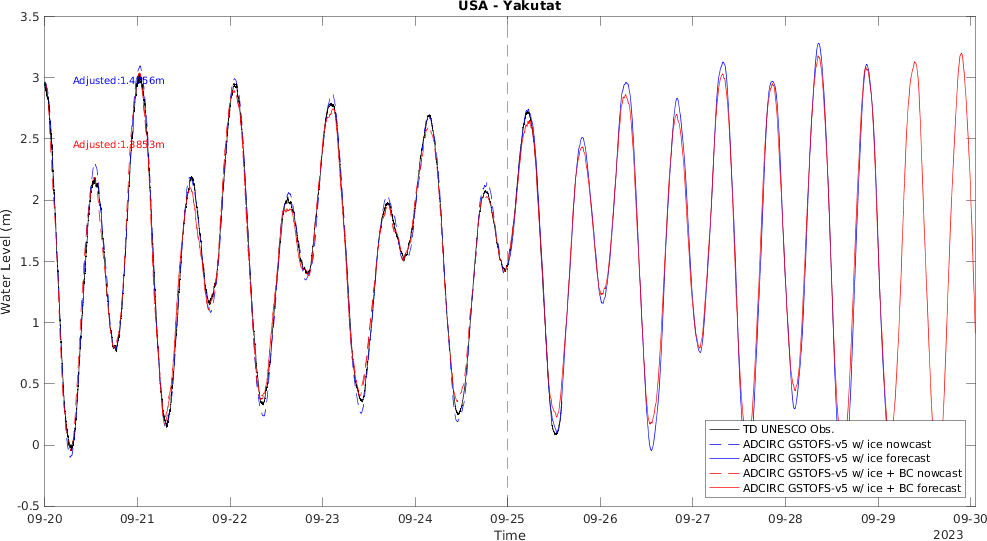 USA - Yakutat
3.5
3
2.5
2
1.5
1
0.5
0
-0.5
Water Level (m)
Adjusted:1.4856m
Adjusted:1.3853m
TD UNESCO Obs.
ADCIRC GSTOFS-v5 w/ ice nowcast
ADCIRC GSTOFS-v5 w/ ice forecast
ADCIRC GSTOFS-v5 w/ ice + BC nowcast
ADCIRC GSTOFS-v5 w/ ice + BC forecast
09-20 09-21 09-22 09-23 09-24 09-25 09-26 09-27 09-28 09-29 09-30
Time
2023